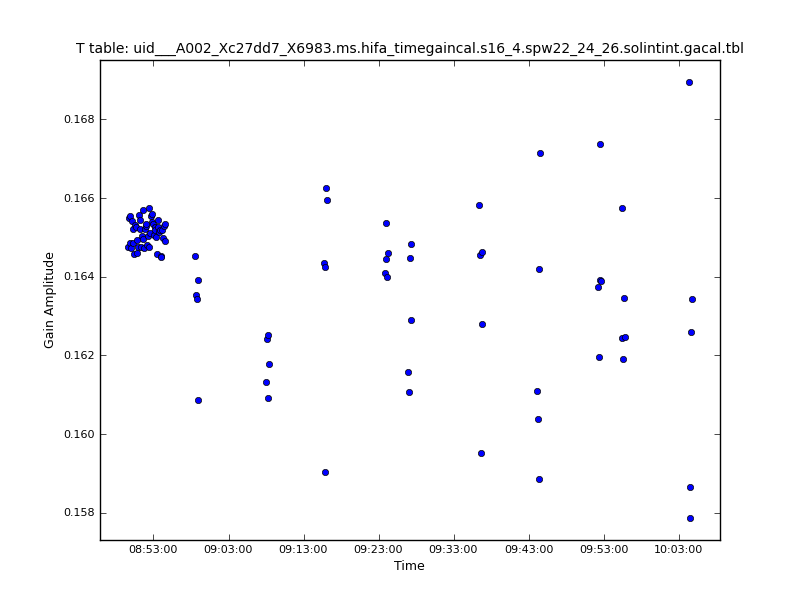 T table: uid___A002_Xc27dd7_X6983.ms.hifa_timegaincal.s16_4.spw22_24_26.solintint.gacal.tbl
0.168
0.166
0.164
0.162
0.160
0.158
Gain Amplitude
08:53:00 09:03:00 09:13:00 09:23:00 09:33:00 09:43:00 09:53:00 10:03:00
Time